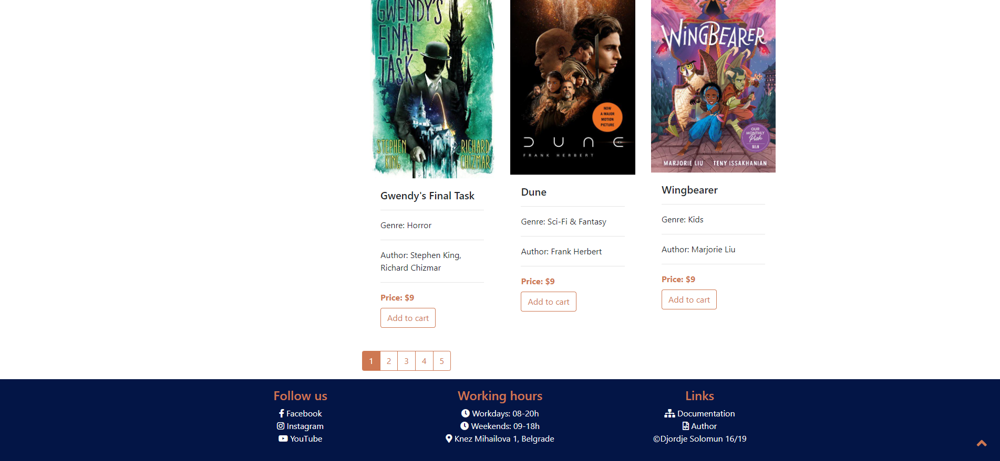 GWENDY'S
FINAL
TASK
STEPHEN
KING
RICHARD
CHIZMAR
NOW
A MAJOR
MOTION
PICTURE
DUNE
FRANK HERBERT
WINGBEARER
OUR
MONTHLY
Pick
MARJORIE LIU TENY ISSAKHANIAN
Gwendy's Final Task
Genre: Horror
Author: Stephen King,
Richard Chizmar
Price: $9
Add to cart
Dune
Genre: Sci-Fi & Fantasy
Author: Frank Herbert
Price: $9
Add to cart
Wingbearer
Genre: Kids
Author: Marjorie Liu
Price: $9
Add to cart
1 2 3 4 5
Follow us
Facebook
Instagram
YouTube
Working hours
Workdays: 08-20h
Weekends: 09-18h
Knez Mihailova 1, Belgrade
Links
Documentation
Author
©Djordje Solomun 16/19